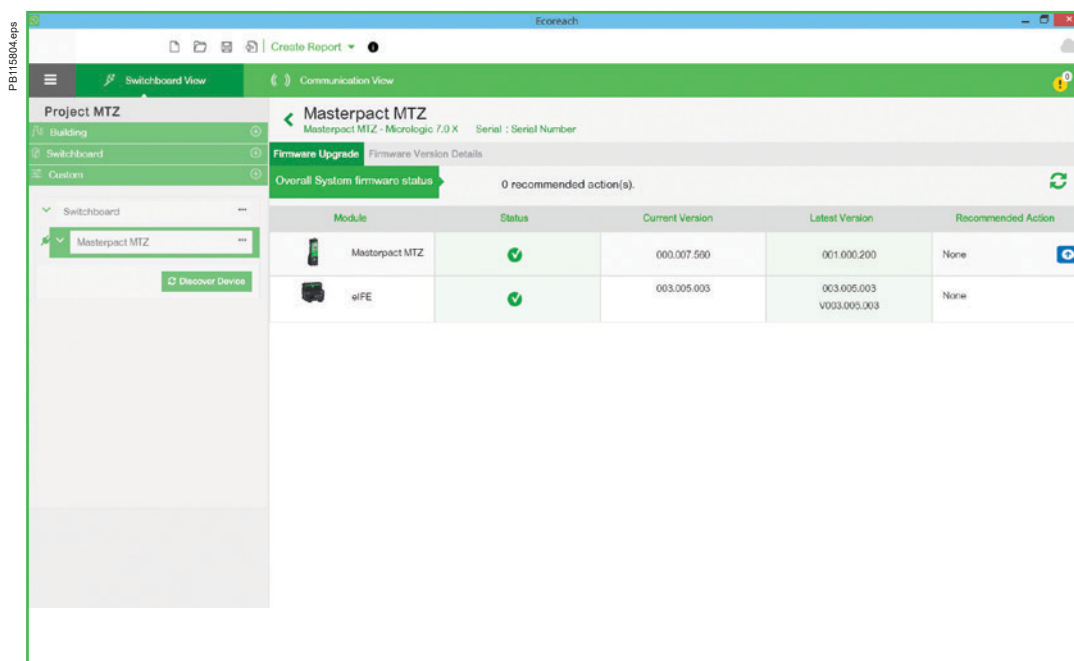 PB115804.eps
Ecoreach
Create Report
Switchboard View
Communication View
0
Project MTZ
Building
Switchboard
Custom
Switchboard
Masterpact MTZ
Discover Device
Masterpact MTZ
Masterpact MTZ - Micrologic 7.0 X Serial : Serial Number
Firmware Upgrade Firmware Version Details
Overall System firmware status 0 recommended action(s).
Module Status Current Version Latest Version Recommended Action
Masterpact MTZ 000.007.560 001.000.200 None
eIFE 003.005.003 003.005.003 None
V003.005.003